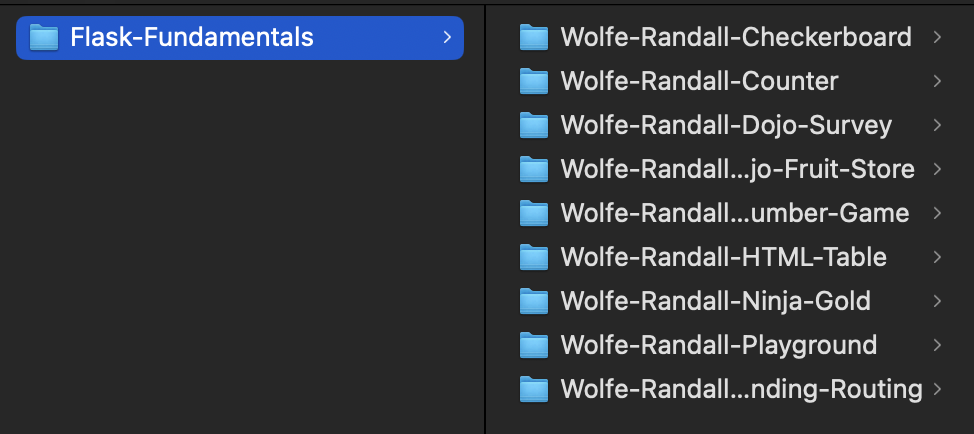 Flask-Fundamentals
Wolfe-Randall-Checkerboard
Wolfe-Randall-Counter
Wolfe-Randall-Dojo-Survey
Wolfe-Randall...jo-Fruit-Store
Wolfe-Randall...umber-Game
Wolfe-Randall-HTML-Table
Wolfe-Randall-Ninja-Gold
Wolfe-Randall-Playground
Wolfe-Randall...nding-Routing